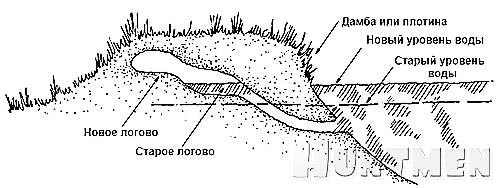 Дамба или плотина
Новый уровень воды
Старый уровень
воды
Новое логово
Старое логово
HUNTMEN